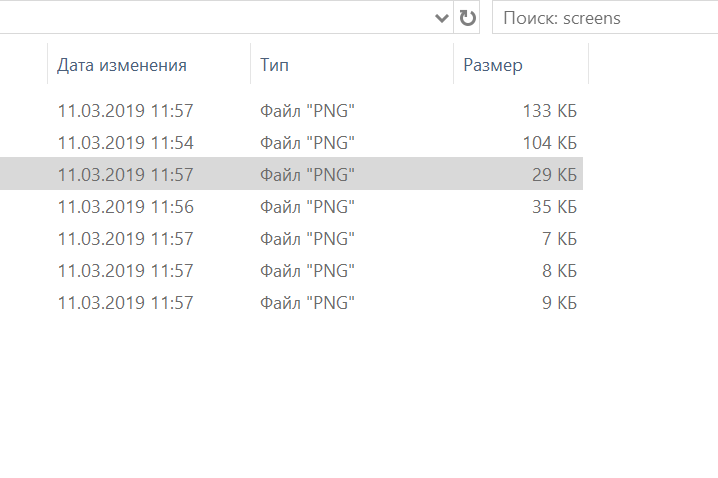 Поиск: screens
Дата изменения Тип Размер
11.03.2019 11:57 Файл "PNG" 133 КБ
11.03.2019 11:54 Файл "PNG" 104 КБ
11.03.2019 11:57 Файл "PNG" 29 КБ
11.03.2019 11:56 Файл "PNG" 35 КБ
11.03.2019 11:57 Файл "PNG" 7 КБ
11.03.2019 11:57 Файл "PNG" 8 КБ
11.03.2019 11:57 Файл "PNG" 9 КБ